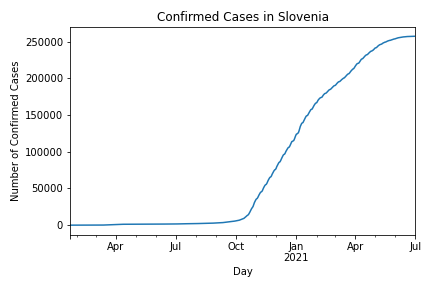 Confirmed Cases in Slovenia
250000
200000
150000
100000
50000
0
Number of Confirmed Cases
Apr Jul Oct Jan Apr Jul
2021
Day